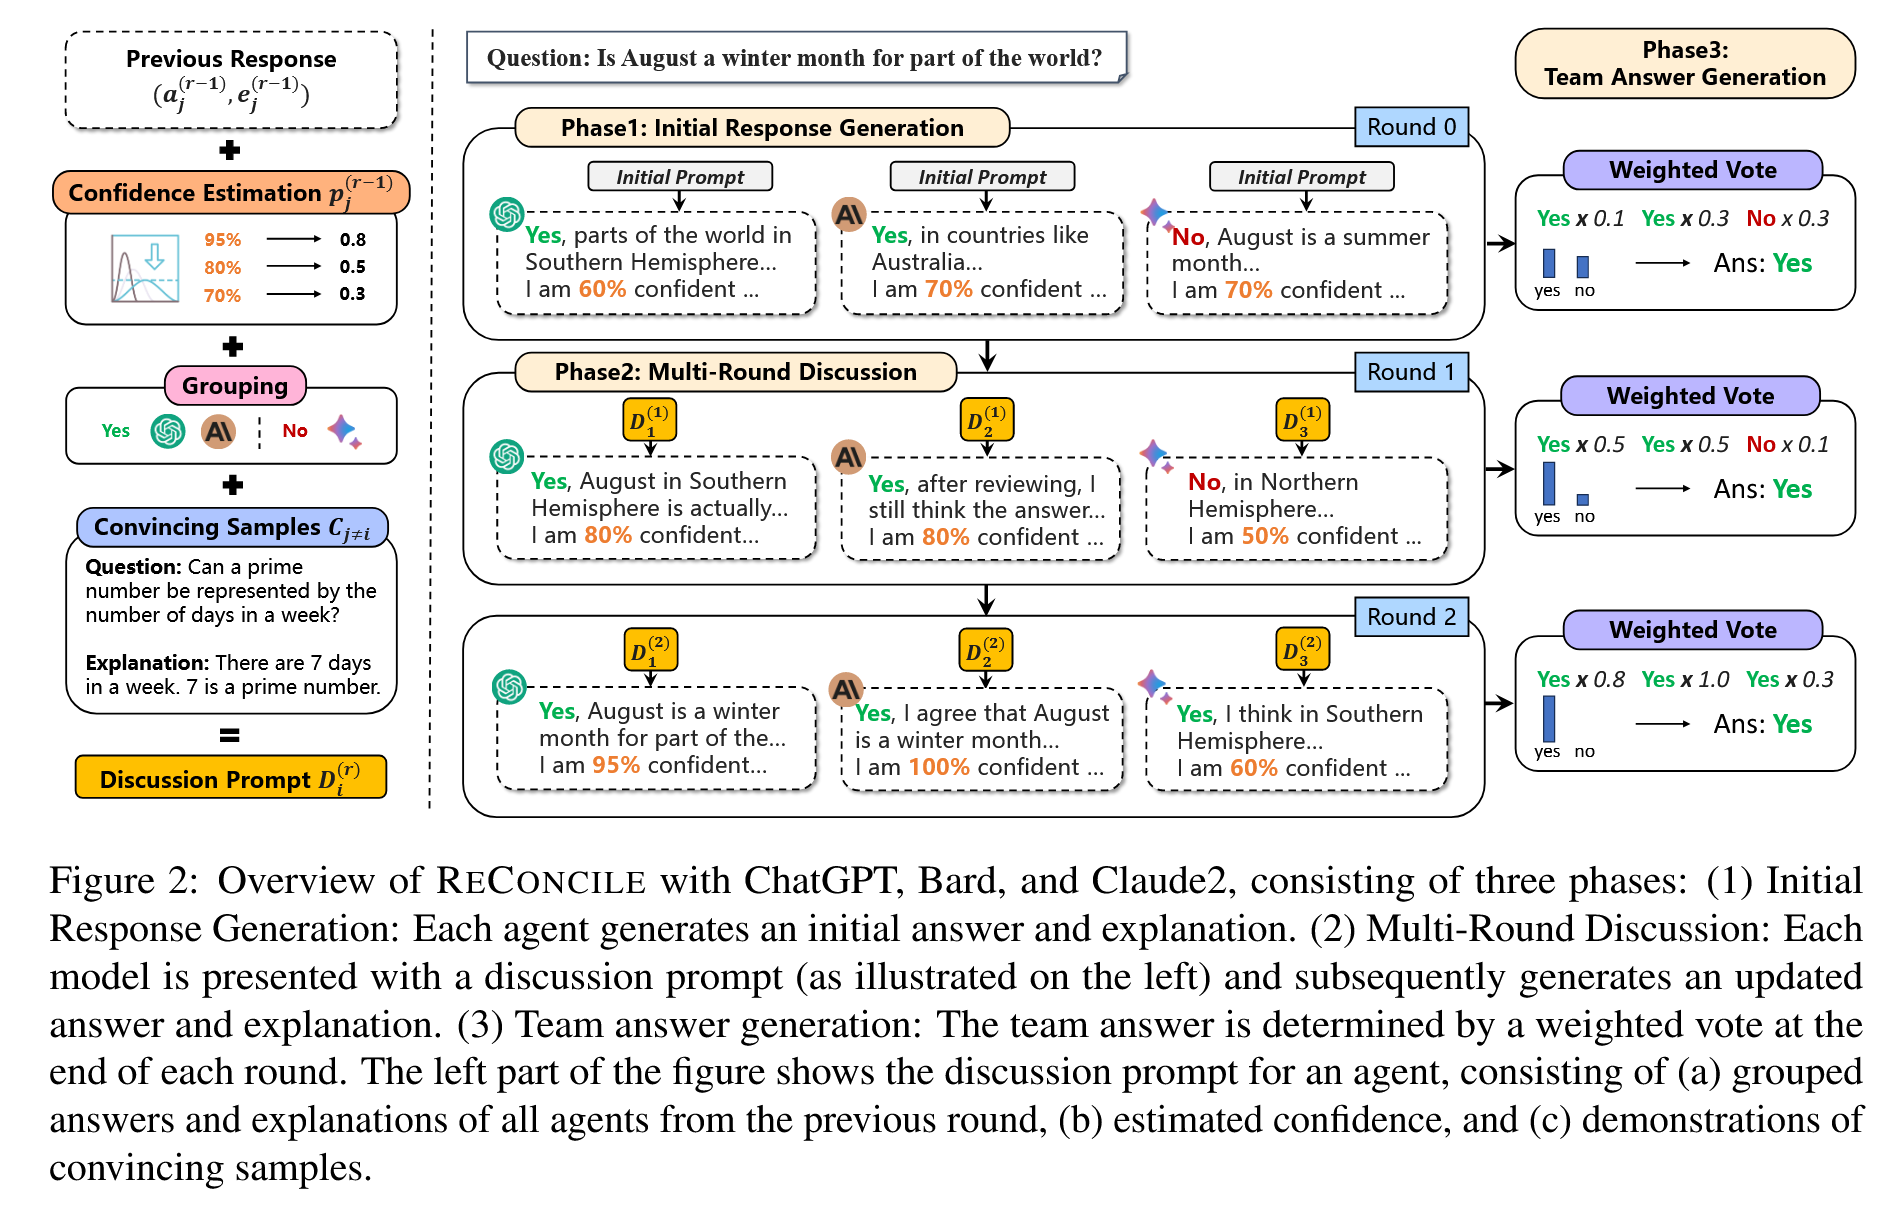 Previous Response
(a_j^(r−1), e_j^(r−1))
Confidence Estimation p_j^(r−1)
95% 0.8
80% 0.5
70% 0.3
Grouping
Yes AI No
Convincing Samples C_j≠i
Question: Can a prime
number be represented by the
number of days in a week?
Explanation: There are 7 days
in a week. 7 is a prime number.
=
Discussion Prompt D_i^(r)
Question: Is August a winter month for part of the world?
Phase1: Initial Response Generation
Round 0
Initial Prompt
Yes, parts of the world in
Southern Hemisphere...
I am 60% confident ...
Initial Prompt
AI
Yes, in countries like
Australia...
I am 70% confident ...
Initial Prompt
No, August is a summer
month...
I am 70% confident ...
Phase2: Multi-Round Discussion
Round 1
D_1^(1)
Yes, August in Southern
Hemisphere is actually...
I am 80% confident...
D_2^(1)
AI
Yes, after reviewing, I
still think the answer...
I am 80% confident ...
D_3^(1)
No, in Northern
Hemisphere...
I am 50% confident ...
Round 2
D_1^(2)
Yes, August is a winter
month for part of the...
I am 95% confident...
D_2^(2)
AI
Yes, I agree that August
is a winter month...
I am 100% confident ...
D_3^(2)
Yes, I think in Southern
Hemisphere...
I am 60% confident ...
Phase3:
Team Answer Generation
Weighted Vote
Yes x 0.1 Yes x 0.3 No x 0.3
Ans: Yes
yes no
Weighted Vote
Yes x 0.5 Yes x 0.5 No x 0.1
Ans: Yes
yes no
Weighted Vote
Yes x 0.8 Yes x 1.0 Yes x 0.3
Ans: Yes
yes no
Figure 2: Overview of RECONCILE with ChatGPT, Bard, and Claude2, consisting of three phases: (1) Initial
Response Generation: Each agent generates an initial answer and explanation. (2) Multi-Round Discussion: Each
model is presented with a discussion prompt (as illustrated on the left) and subsequently generates an updated
answer and explanation. (3) Team answer generation: The team answer is determined by a weighted vote at the
end of each round. The left part of the figure shows the discussion prompt for an agent, consisting of (a) grouped
answers and explanations of all agents from the previous round, (b) estimated confidence, and (c) demonstrations of
convincing samples.